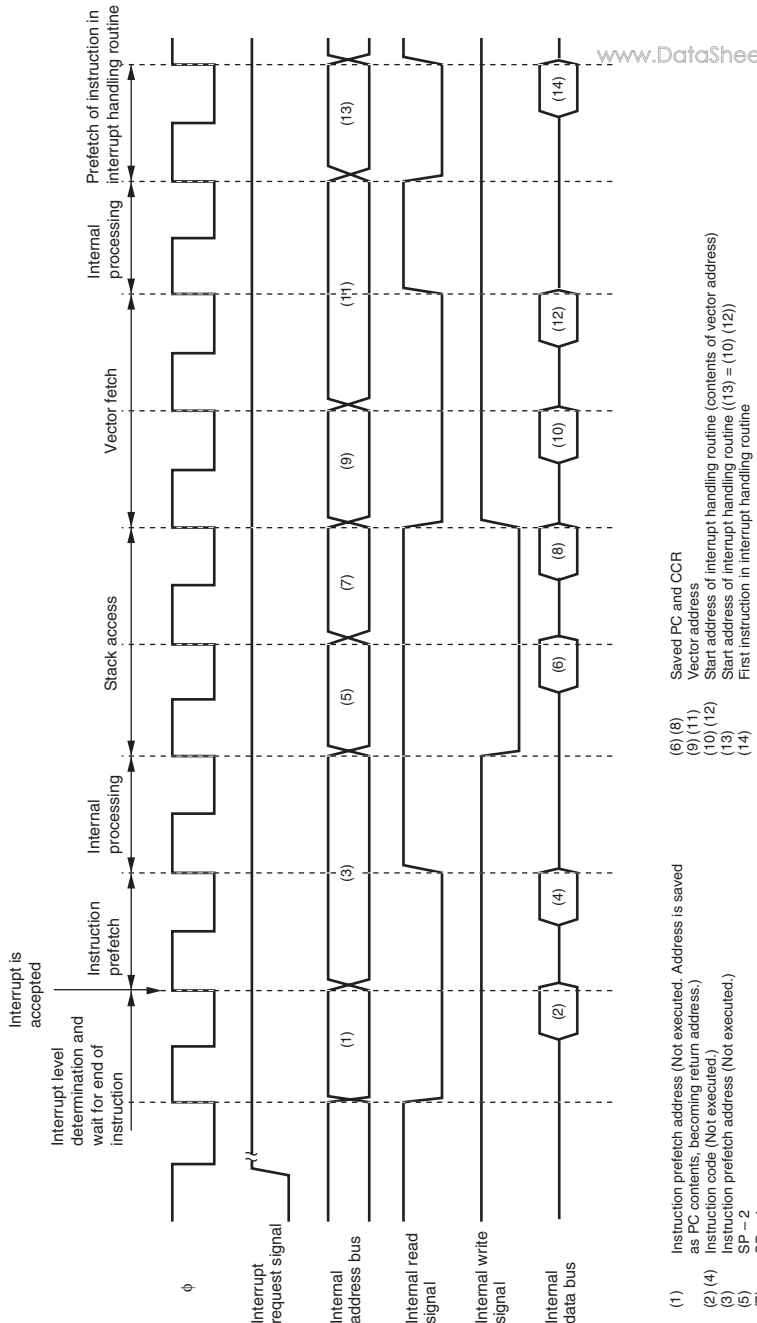 www.DataShee
Interrupt is
accepted
Interrupt level
determination and
wait for end of
instruction
Instruction
prefetch
Internal
processing
Stack access
Vector fetch
Internal
processing
Prefetch of instruction in
interrupt handling routine
φ
Interrupt
request signal
Internal
address bus
(1)
(3)
(5)
(7)
(9)
(11)
(13)
Internal read
signal
Internal write
signal
Internal
data bus
(2)
(4)
(6)
(8)
(10)
(12)
(14)
(1) Instruction prefetch address (Not executed. Address is saved
as PC contents, becoming return address.)
(2) (4) Instruction code (Not executed.)
(3) Instruction prefetch address (Not executed.)
(5) SP – 2
(6) (8) Saved PC and CCR
(9) (11) Vector address
(10) (12) Start address of interrupt handling routine (contents of vector address)
(13) Start address of interrupt handling routine ((13) = (10) (12))
(14) First instruction in interrupt handling routine